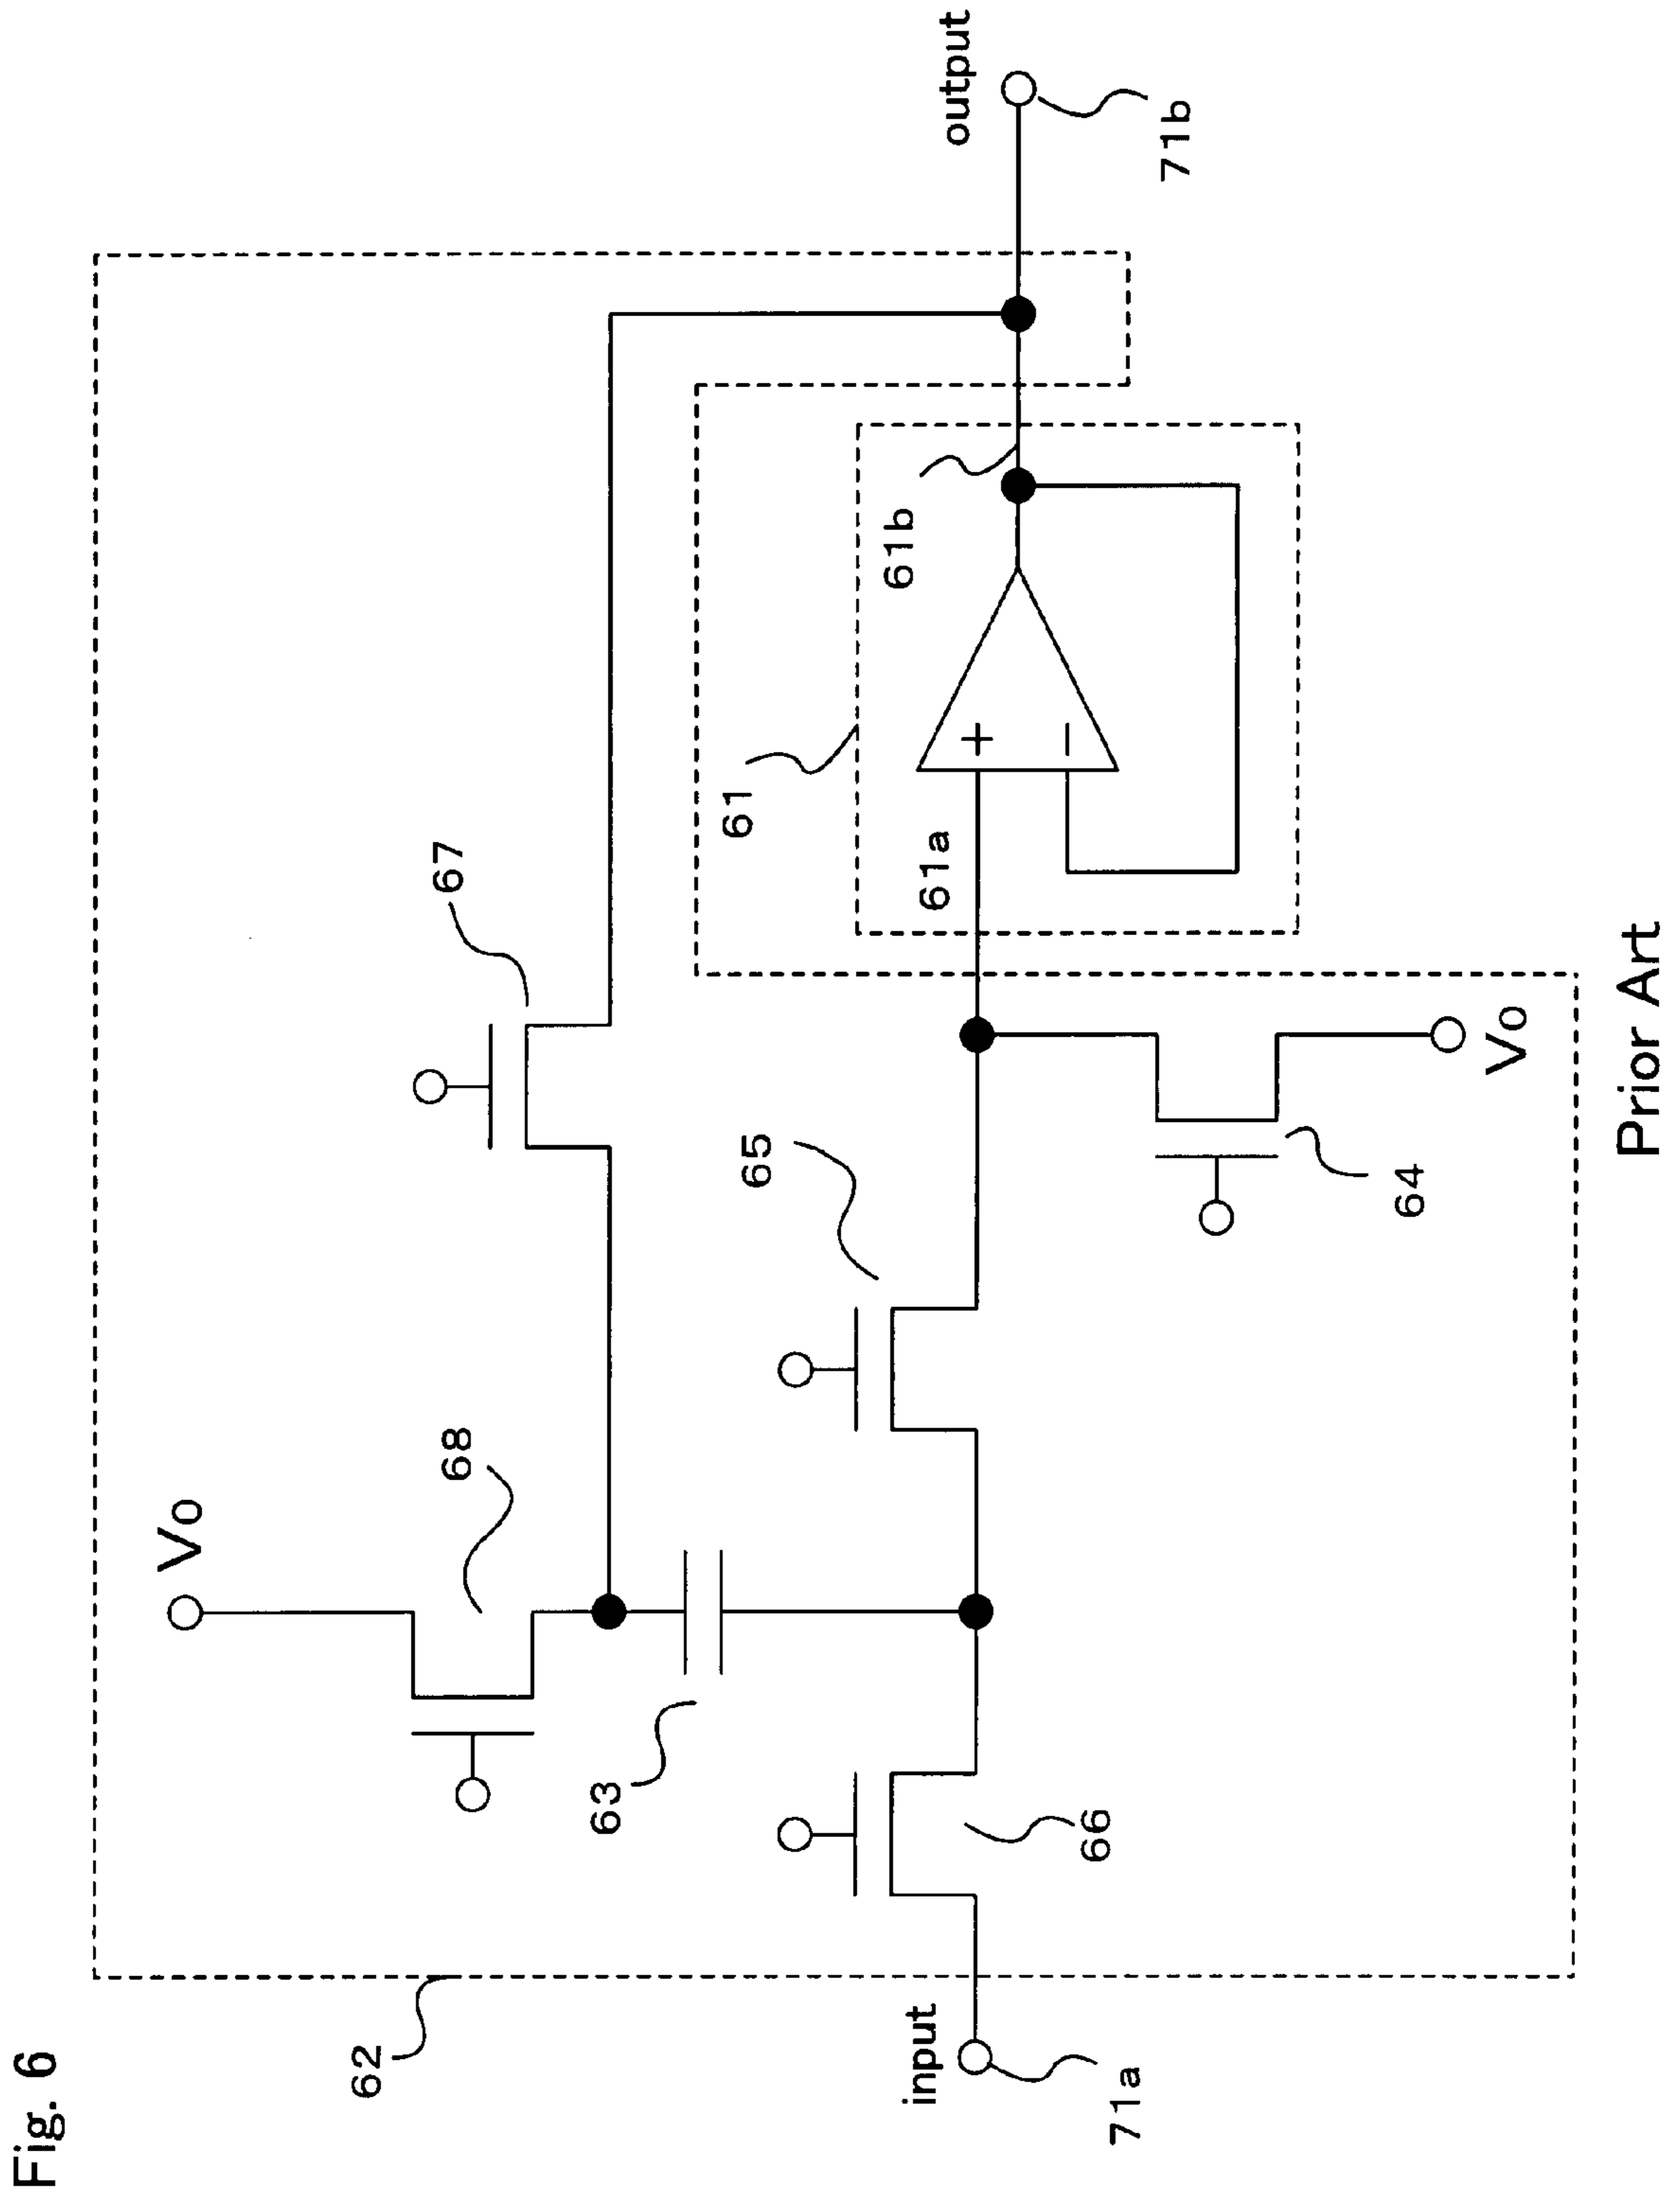 Fig. 6
62
Vo
68
67
63
65
61
input
71a
66
61a
+
−
61b
output
71b
64
Vo
Prior Art